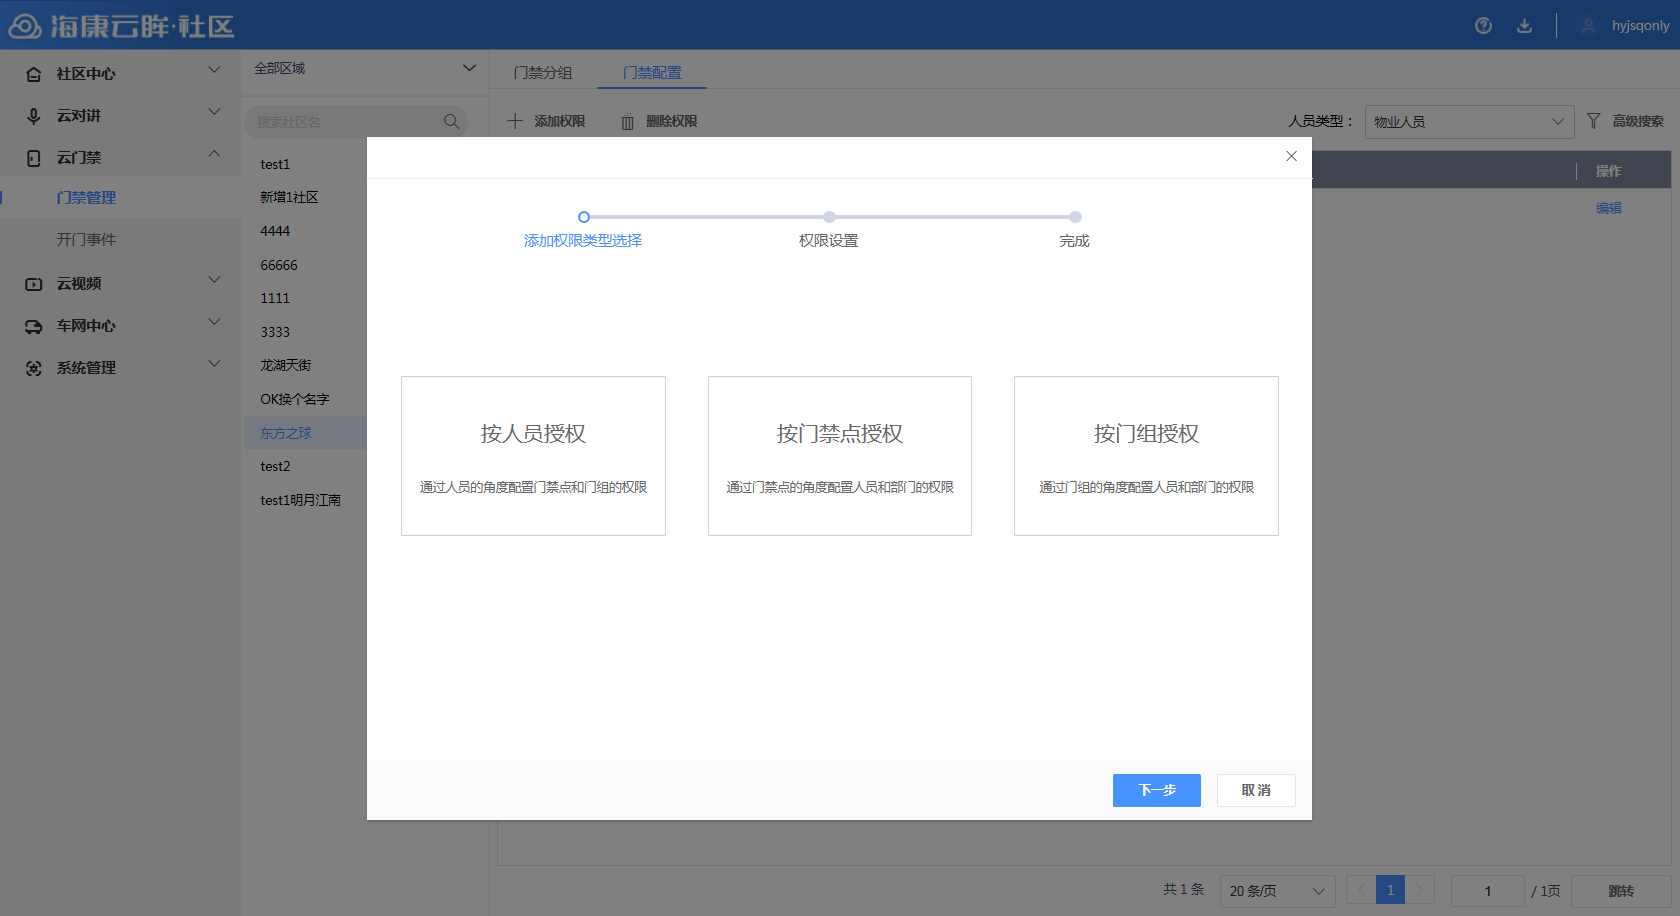 海康云眸·社区
hyjsqonly
社区中心
云对讲
云门禁
门禁管理
开门事件
云视频
车网中心
系统管理
全部区域
搜索社区名
test1
新增1社区
4444
66666
1111
3333
龙湖天街
OK换个名字
东方之球
test2
test1明月江南
门禁分组
门禁配置
添加权限
删除权限
人员类型：
物业人员
高级搜索
操作
编辑
添加权限类型选择
权限设置
完成
按人员授权
通过人员的角度配置门禁点和门组的权限
按门禁点授权
通过门禁点的角度配置人员和部门的权限
按门组授权
通过门组的角度配置人员和部门的权限
下一步
取消
共 1 条
20 条/页
1
1
/ 1页
跳转